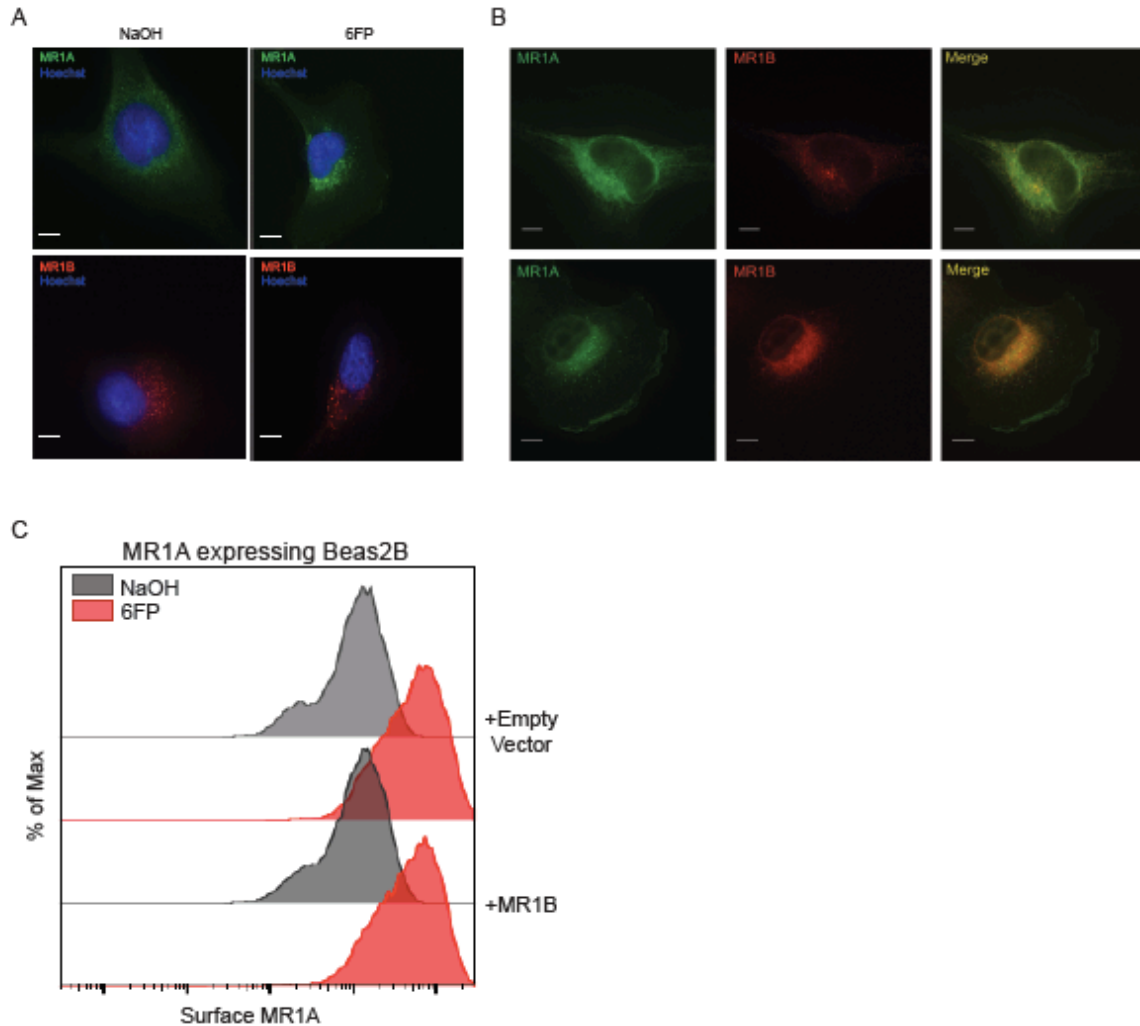 A
NaOH
6FP
MR1A
Hoechst
MR1A
Hoechst
MR1B
Hoechst
MR1B
Hoechst
B
MR1A
MR1B
Merge
MR1A
MR1B
Merge
C
MR1A expressing Beas2B
NaOH
6FP
+Empty
Vector
+MR1B
% of Max
Surface MR1A